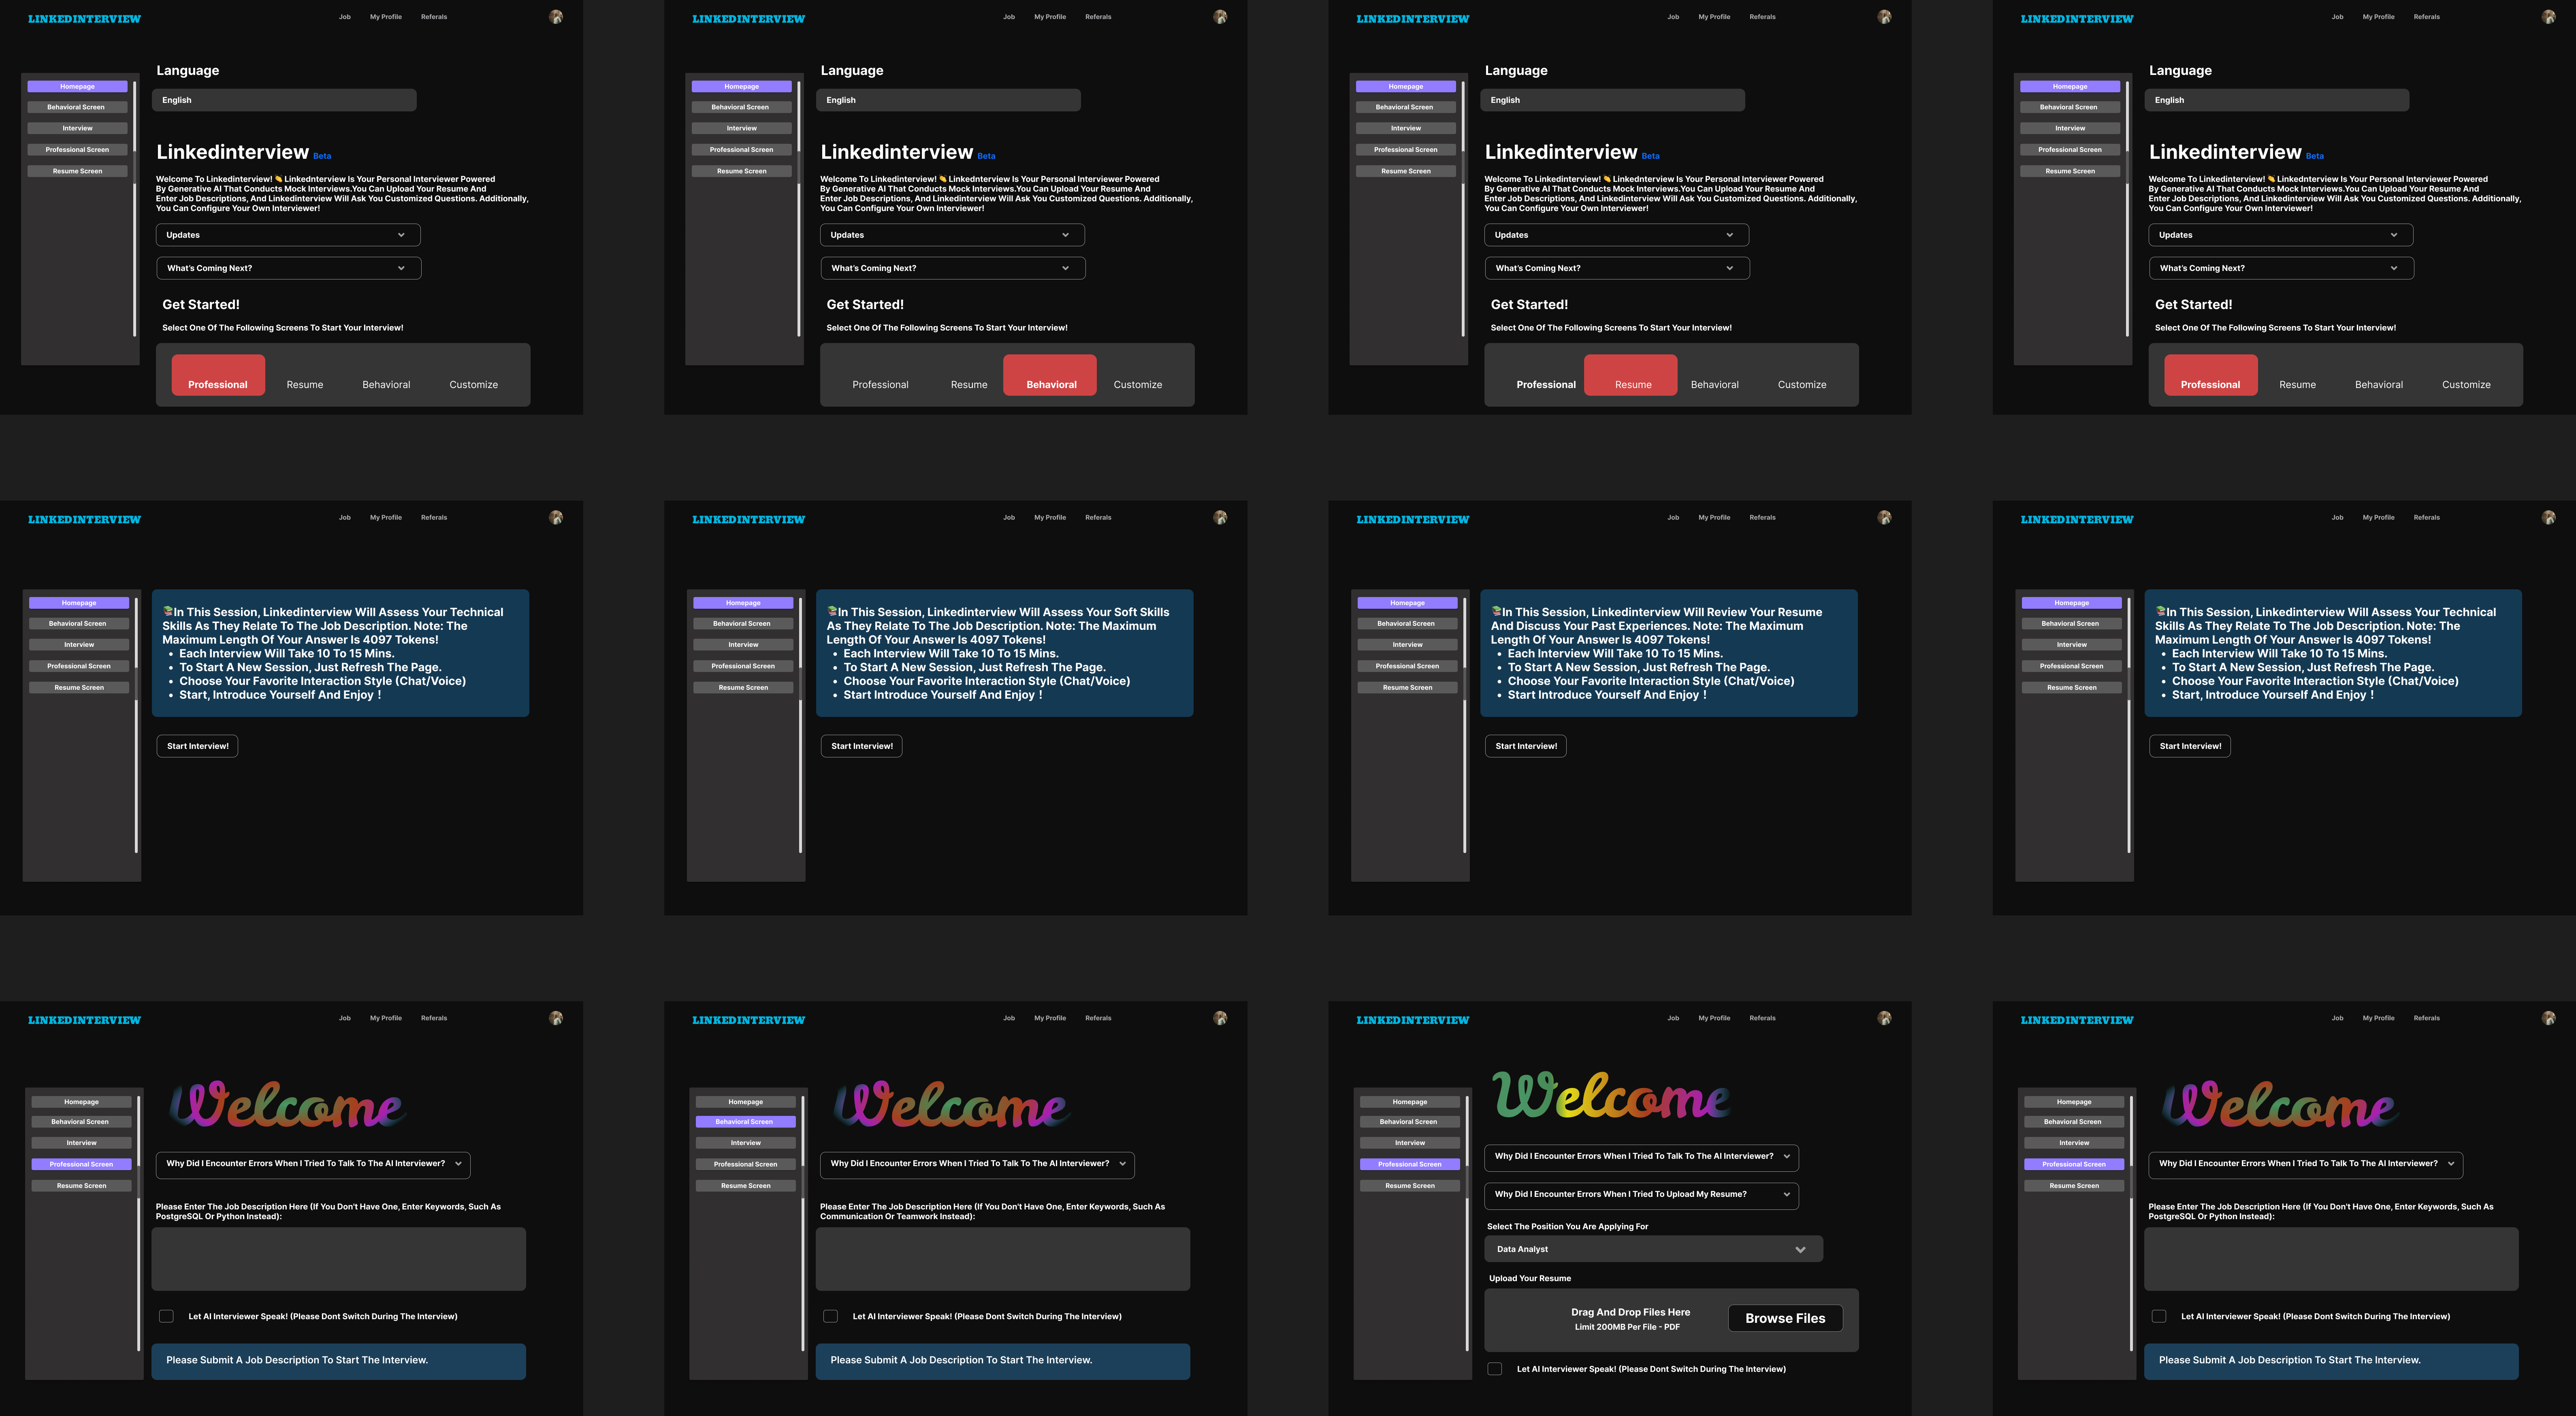 LINKEDINTERVIEW
Job My Profile Referals
Homepage
Behavioral Screen
Interview
Professional Screen
Resume Screen
Language
English
Linkedinterview Beta
Welcome To Linkedinterview! Linkednterview Is Your Personal Interviewer Powered
By Generative AI That Conducts Mock Interviews.You Can Upload Your Resume And
Enter Job Descriptions, And Linkedinterview Will Ask You Customized Questions. Additionally,
You Can Configure Your Own Interviewer!
Updates
What's Coming Next?
Get Started!
Select One Of The Following Screens To Start Your Interview!
Professional Resume Behavioral Customize
LINKEDINTERVIEW
Job My Profile Referals
Homepage
Behavioral Screen
Interview
Professional Screen
Resume Screen
Language
English
Linkedinterview Beta
Welcome To Linkedinterview! Linkednterview Is Your Personal Interviewer Powered
By Generative AI That Conducts Mock Interviews.You Can Upload Your Resume And
Enter Job Descriptions, And Linkedinterview Will Ask You Customized Questions. Additionally,
You Can Configure Your Own Interviewer!
Updates
What's Coming Next?
Get Started!
Select One Of The Following Screens To Start Your Interview!
Professional Resume Behavioral Customize
LINKEDINTERVIEW
Job My Profile Referals
Homepage
Behavioral Screen
Interview
Professional Screen
Resume Screen
Language
English
Linkedinterview Beta
Welcome To Linkedinterview! Linkednterview Is Your Personal Interviewer Powered
By Generative AI That Conducts Mock Interviews.You Can Upload Your Resume And
Enter Job Descriptions, And Linkedinterview Will Ask You Customized Questions. Additionally,
You Can Configure Your Own Interviewer!
Updates
What's Coming Next?
Get Started!
Select One Of The Following Screens To Start Your Interview!
Professional Resume Behavioral Customize
LINKEDINTERVIEW
Job My Profile Referals
Homepage
Behavioral Screen
Interview
Professional Screen
Resume Screen
Language
English
Linkedinterview Beta
Welcome To Linkedinterview! Linkednterview Is Your Personal Interviewer Powered
By Generative AI That Conducts Mock Interviews.You Can Upload Your Resume And
Enter Job Descriptions, And Linkedinterview Will Ask You Customized Questions. Additionally,
You Can Configure Your Own Interviewer!
Updates
What's Coming Next?
Get Started!
Select One Of The Following Screens To Start Your Interview!
Professional Resume Behavioral Customize
LINKEDINTERVIEW
Job My Profile Referals
Homepage
Behavioral Screen
Interview
Professional Screen
Resume Screen
In This Session, Linkedinterview Will Assess Your Technical
Skills As They Relate To The Job Description. Note: The
Maximum Length Of Your Answer Is 4097 Tokens!
• Each Interview Will Take 10 To 15 Mins.
• To Start A New Session, Just Refresh The Page.
• Choose Your Favorite Interaction Style (Chat/Voice)
• Start, Introduce Yourself And Enjoy !
Start Interview!
LINKEDINTERVIEW
Job My Profile Referals
Homepage
Behavioral Screen
Interview
Professional Screen
Resume Screen
In This Session, Linkedinterview Will Assess Your Soft Skills
As They Relate To The Job Description. Note: The Maximum
Length Of Your Answer Is 4097 Tokens!
• Each Interview Will Take 10 To 15 Mins.
• To Start A New Session, Just Refresh The Page.
• Choose Your Favorite Interaction Style (Chat/Voice)
• Start Introduce Yourself And Enjoy !
Start Interview!
LINKEDINTERVIEW
Job My Profile Referals
Homepage
Behavioral Screen
Interview
Professional Screen
Resume Screen
In This Session, Linkedinterview Will Review Your Resume
And Discuss Your Past Experiences. Note: The Maximum
Length Of Your Answer Is 4097 Tokens!
• Each Interview Will Take 10 To 15 Mins.
• To Start A New Session, Just Refresh The Page.
• Choose Your Favorite Interaction Style (Chat/Voice)
• Start Introduce Yourself And Enjoy !
Start Interview!
LINKEDINTERVIEW
Job My Profile Referals
Homepage
Behavioral Screen
Interview
Professional Screen
Resume Screen
In This Session, Linkedinterview Will Assess Your Technical
Skills As They Relate To The Job Description. Note: The
Maximum Length Of Your Answer Is 4097 Tokens!
• Each Interview Will Take 10 To 15 Mins.
• To Start A New Session, Just Refresh The Page.
• Choose Your Favorite Interaction Style (Chat/Voice)
• Start, Introduce Yourself And Enjoy !
Start Interview!
LINKEDINTERVIEW
Job My Profile Referals
Homepage
Behavioral Screen
Interview
Professional Screen
Resume Screen
Welcome
Why Did I Encounter Errors When I Tried To Talk To The AI Interviewer?
Please Enter The Job Description Here (If You Don't Have One, Enter Keywords, Such As
PostgreSQL Or Python Instead):
Let AI Interviewer Speak! (Please Dont Switch During The Interview)
Please Submit A Job Description To Start The Interview.
LINKEDINTERVIEW
Job My Profile Referals
Homepage
Behavioral Screen
Interview
Professional Screen
Resume Screen
Welcome
Why Did I Encounter Errors When I Tried To Talk To The AI Interviewer?
Please Enter The Job Description Here (If You Don't Have One, Enter Keywords, Such As
Communication Or Teamwork Instead):
Let AI Interviewer Speak! (Please Dont Switch During The Interview)
Please Submit A Job Description To Start The Interview.
LINKEDINTERVIEW
Job My Profile Referals
Homepage
Behavioral Screen
Interview
Professional Screen
Resume Screen
Welcome
Why Did I Encounter Errors When I Tried To Talk To The AI Interviewer?
Why Did I Encounter Errors When I Tried To Upload My Resume?
Select The Position You Are Applying For
Data Analyst
Upload Your Resume
Drag And Drop Files Here
Limit 200MB Per File - PDF
Browse Files
Let AI Interviewer Speak! (Please Dont Switch During The Interview)
LINKEDINTERVIEW
Job My Profile Referals
Homepage
Behavioral Screen
Interview
Professional Screen
Resume Screen
Welcome
Why Did I Encounter Errors When I Tried To Talk To The AI Interviewer?
Please Enter The Job Description Here (If You Don't Have One, Enter Keywords, Such As
PostgreSQL Or Python Instead):
Let AI Interviewer Speak! (Please Dont Switch During The Interview)
Please Submit A Job Description To Start The Interview.